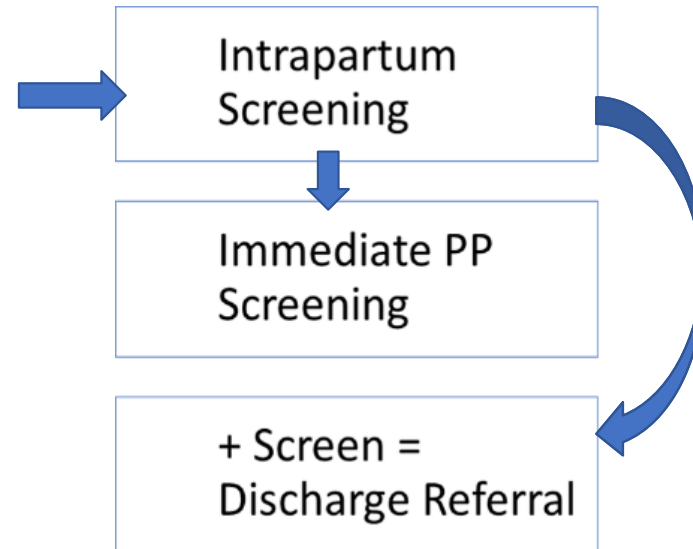 Intrapartum
Screening
Immediate PP
Screening
+ Screen =
Discharge Referral